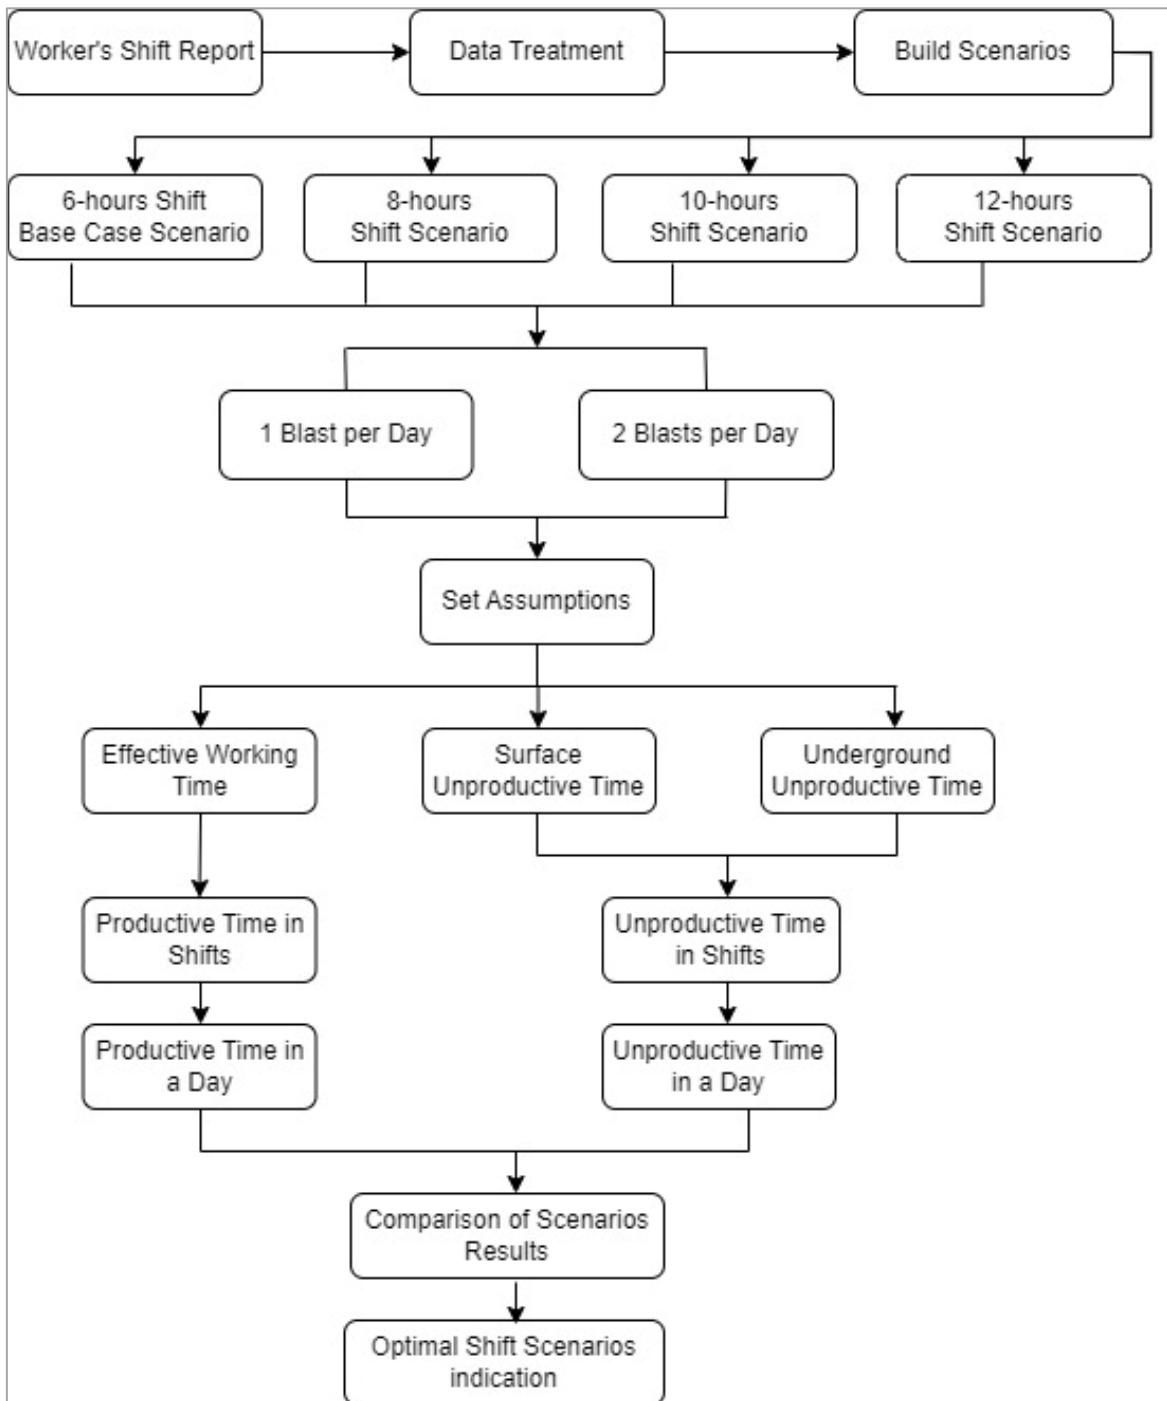 Worker's Shift Report
Data Treatment
Build Scenarios
6-hours Shift
Base Case Scenario
8-hours
Shift Scenario
10-hours
Shift Scenario
12-hours
Shift Scenario
1 Blast per Day
2 Blasts per Day
Set Assumptions
Effective Working
Time
Surface
Unproductive Time
Underground
Unproductive Time
Productive Time in
Shifts
Unproductive Time
in Shifts
Productive Time in
a Day
Unproductive Time
in a Day
Comparison of Scenarios
Results
Optimal Shift Scenarios
indication